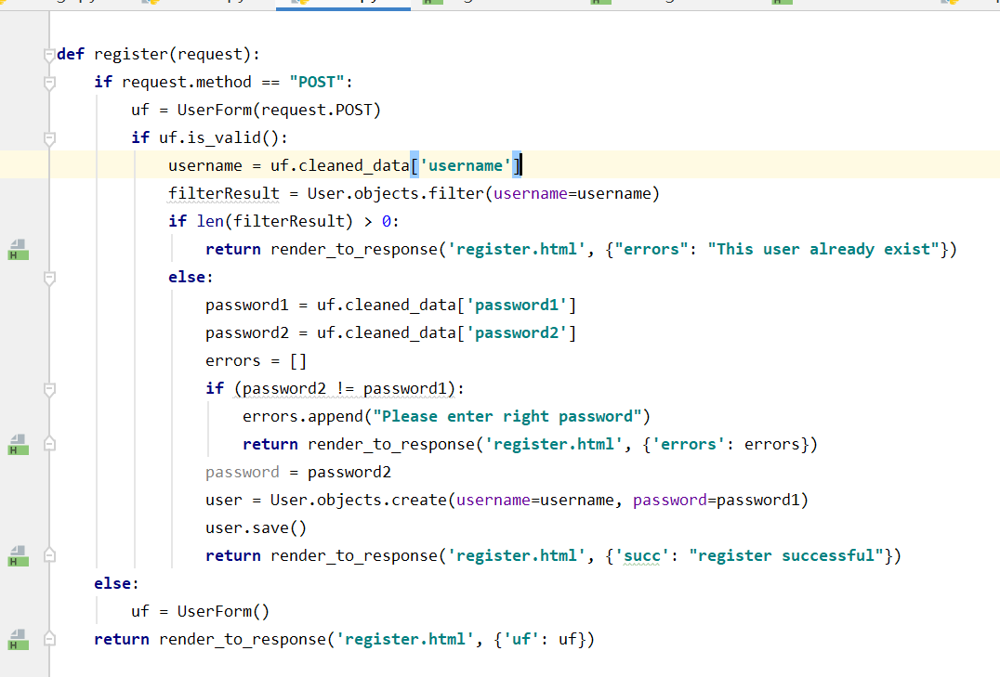 def register(request):
    if request.method == "POST":
        uf = UserForm(request.POST)
        if uf.is_valid():
            username = uf.cleaned_data['username']
            filterResult = User.objects.filter(username=username)
            if len(filterResult) > 0:
                return render_to_response('register.html', {"errors": "This user already exist"})
            else:
                password1 = uf.cleaned_data['password1']
                password2 = uf.cleaned_data['password2']
                errors = []
                if (password2 != password1):
                    errors.append("Please enter right password")
                    return render_to_response('register.html', {'errors': errors})
                password = password2
                user = User.objects.create(username=username, password=password1)
                user.save()
                return render_to_response('register.html', {'succ': "register successful"})
    else:
        uf = UserForm()
    return render_to_response('register.html', {'uf': uf})